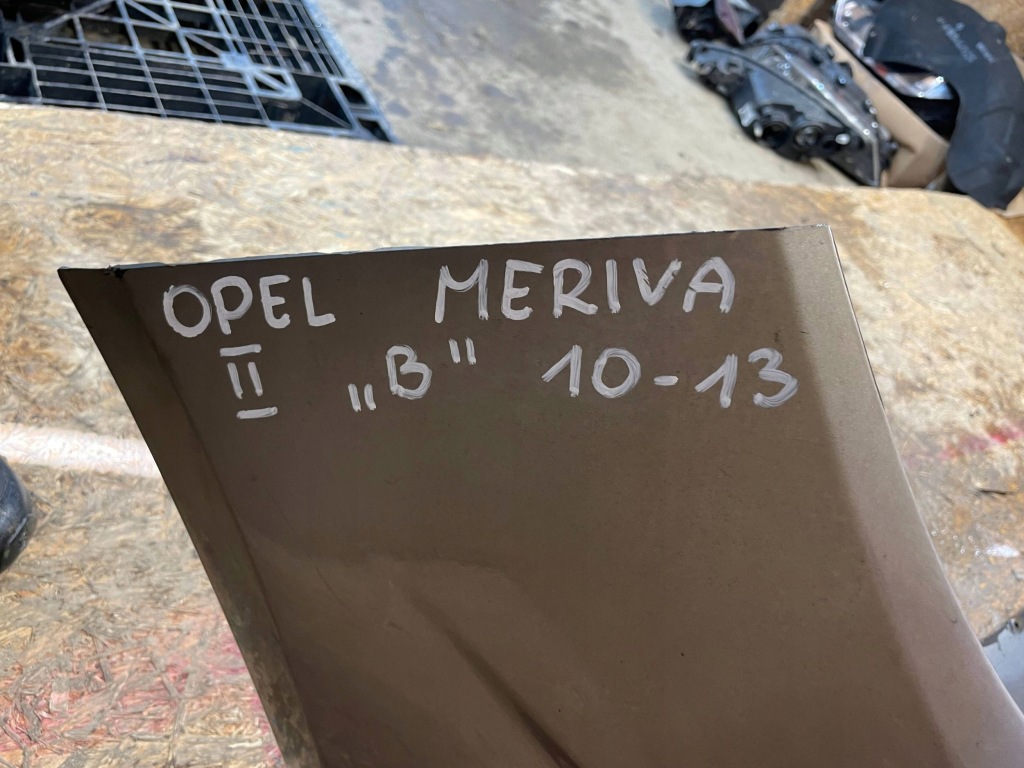 OPEL MERIVA
II „B" 10-13